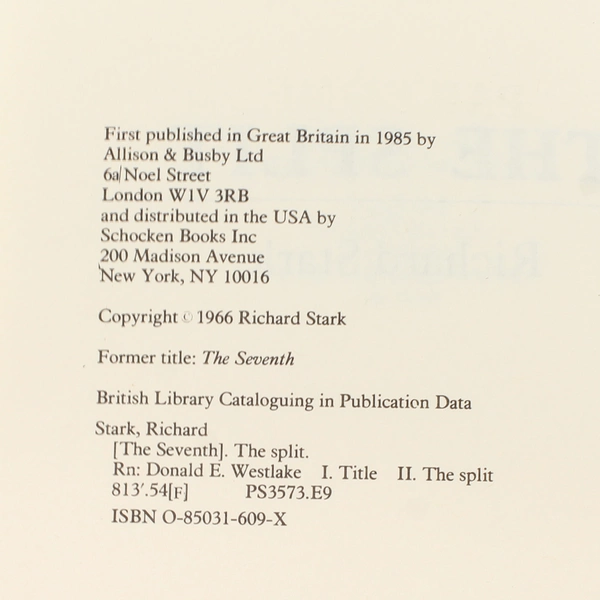 First published in Great Britain in 1985 by
Allison & Busby Ltd
6a Noel Street
London W1V 3RB
and distributed in the USA by
Schocken Books Inc
200 Madison Avenue
New York, NY 10016
Copyright © 1966 Richard Stark
Former title: The Seventh
British Library Cataloguing in Publication Data
Stark, Richard
[The Seventh]. The split.
Rn: Donald E. Westlake I. Title II. The split
813'.54[F] PS3573.E9
ISBN O-85031-609-X